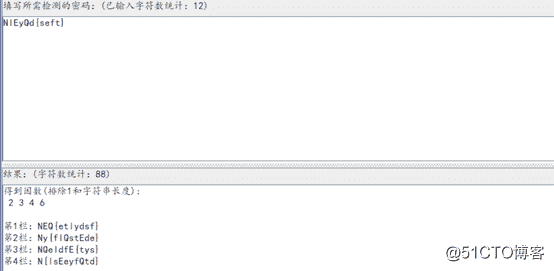 填写所需检测的密码：(已输入字符数统计：12)
NlEyQd{seft}
结果：(字符数统计：88)
得到因数(排除1和字符串长度)：
2 3 4 6
第1栏：NEQ{etlydsf}
第2栏：Ny{flQstEde}
第3栏：NQeldfE{tys}
第4栏：N{lsEeyfQtd}
@51CTO博客